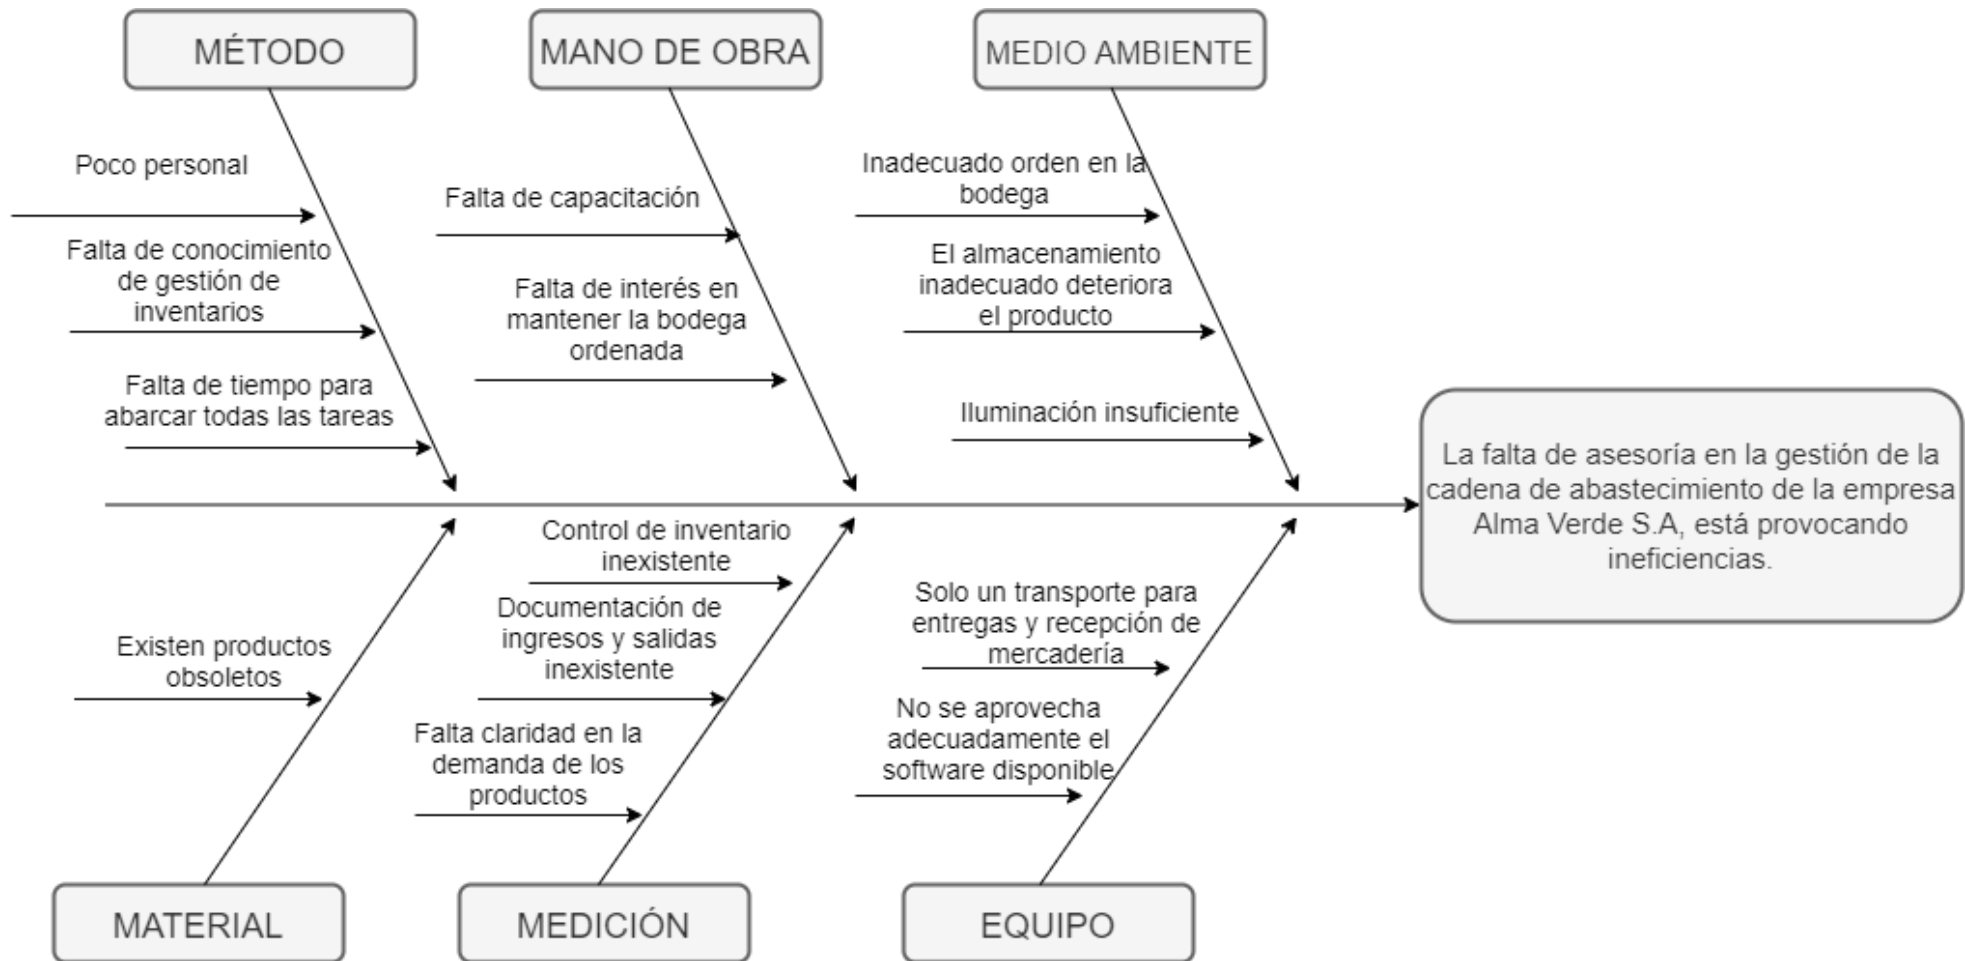 MÉTODO
MANO DE OBRA
MEDIO AMBIENTE
Poco personal
Falta de conocimiento
de gestión de
inventarios
Falta de tiempo para
abarcar todas las tareas
Falta de capacitación
Falta de interés en
mantener la bodega
ordenada
Inadecuado orden en la
bodega
El almacenamiento
inadecuado deteriora
el producto
Iluminación insuficiente
La falta de asesoría en la gestión de la
cadena de abastecimiento de la empresa
Alma Verde S.A, está provocando
ineficiencias.
Existen productos
obsoletos
Control de inventario
inexistente
Documentación de
ingresos y salidas
inexistente
Falta claridad en la
demanda de los
productos
Solo un transporte para
entregas y recepción de
mercadería
No se aprovecha
adecuadamente el
software disponible
MATERIAL
MEDICIÓN
EQUIPO